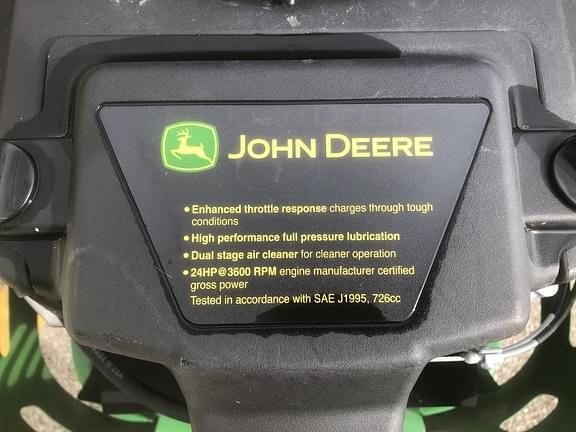 JOHN DEERE
• Enhanced throttle response charges through tough
conditions
• High performance full pressure lubrication
• Dual stage air cleaner for cleaner operation
• 24HP@3600 RPM engine manufacturer certified
gross power
Tested in accordance with SAE J1995, 726cc